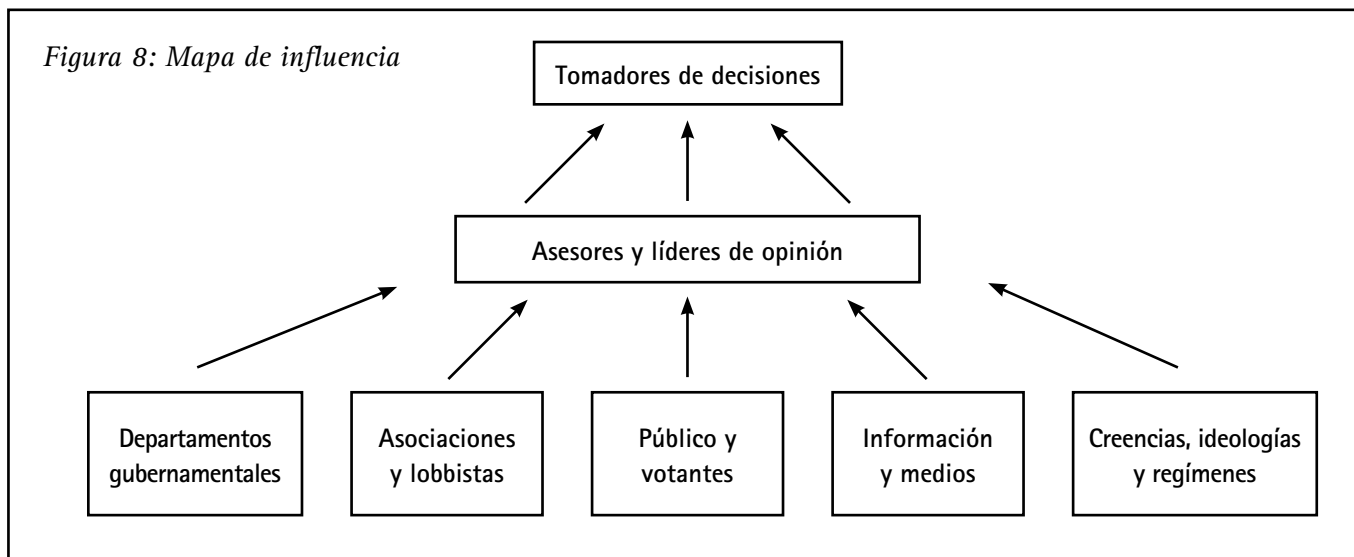 Figura 8: Mapa de influencia
Tomadores de decisiones
Asesores y líderes de opinión
Departamentos
gubernamentales
Asociaciones
y lobbistas
Público y
votantes
Información
y medios
Creencias, ideologías
y regímenes